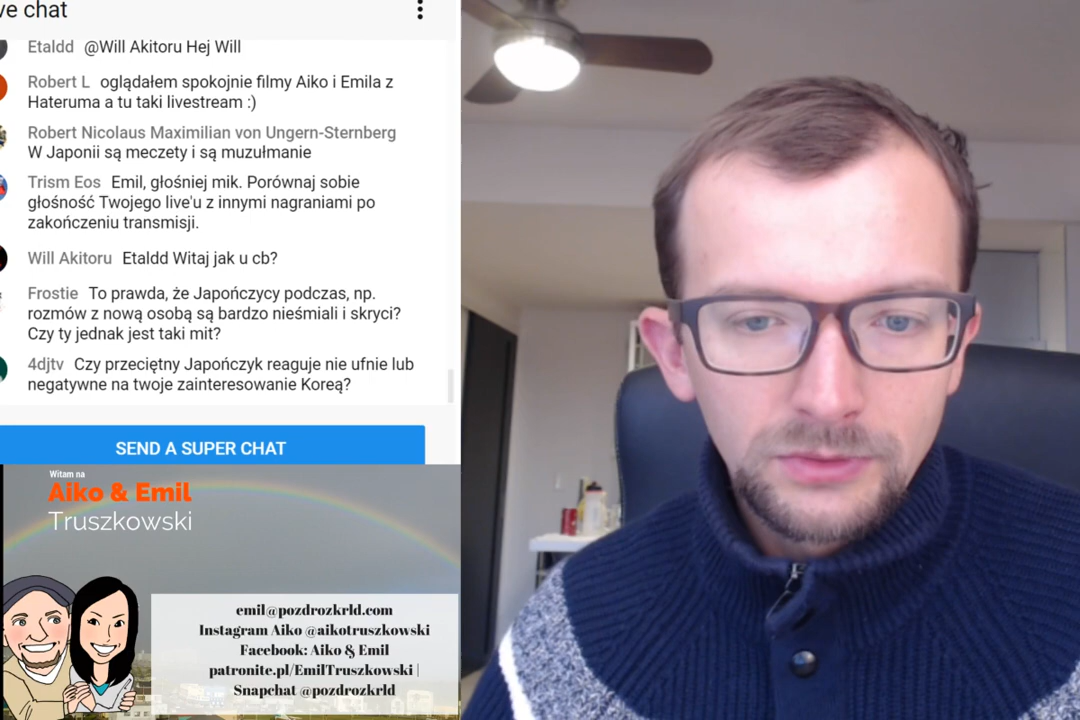 ve chat
Etaldd @Will Akitoru Hej Will
Robert L oglądałem spokojnie filmy Aiko i Emila z
Hateruma a tu taki livestream :)
Robert Nicolaus Maximilian von Ungern-Sternberg
W Japonii są meczety i są muzułmanie
Trism Eos Emil, głośniej mik. Porównaj sobie
głośność Twojego live'u z innymi nagraniami po
zakończeniu transmisji.
Will Akitoru Etaldd Witaj jak u cb?
Frostie To prawda, że Japończycy podczas, np.
rozmów z nową osobą są bardzo nieśmiali i skryci?
Czy ty jednak jest taki mit?
4djtv Czy przeciętny Japończyk reaguje nie ufnie lub
negatywne na twoje zainteresowanie Koreą?
SEND A SUPER CHAT
Witam na
Aiko & Emil
Truszkowski
emil@pozdrozkrld.com
Instagram Aiko @aikotruszkowski
Facebook: Aiko & Emil
patronite.pl/EmilTruszkowski |
Snapchat @pozdrozkrld